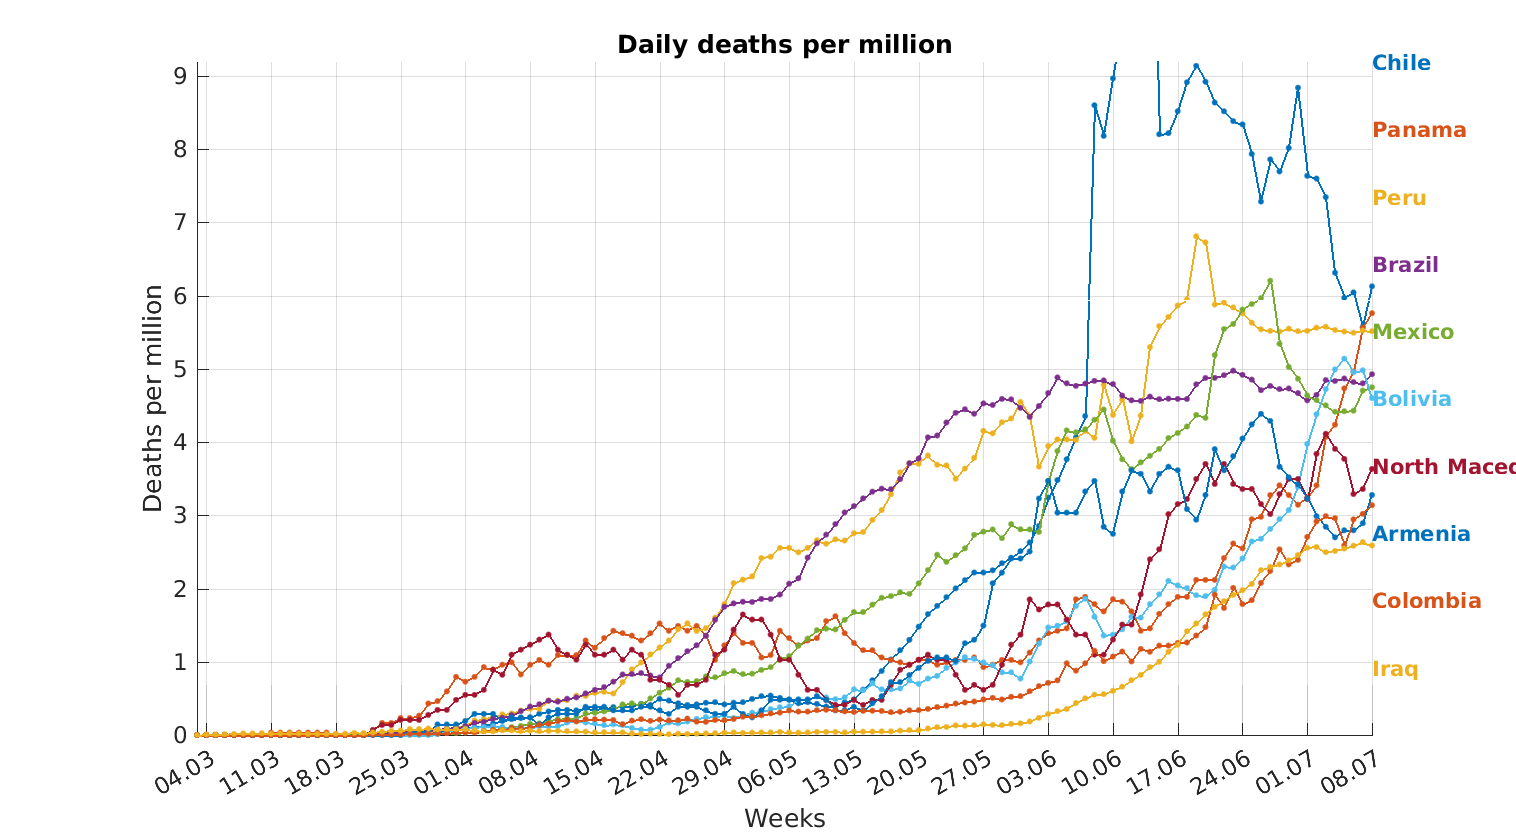 Daily deaths per million
Deaths per million
9
8
7
6
5
4
3
2
1
0
04.03
11.03
18.03
25.03
01.04
08.04
15.04
22.04
29.04
06.05
13.05
20.05
27.05
03.06
10.06
17.06
24.06
01.07
08.07
Weeks
Chile
Panama
Peru
Brazil
Mexico
Bolivia
North Maced
Armenia
Colombia
Iraq